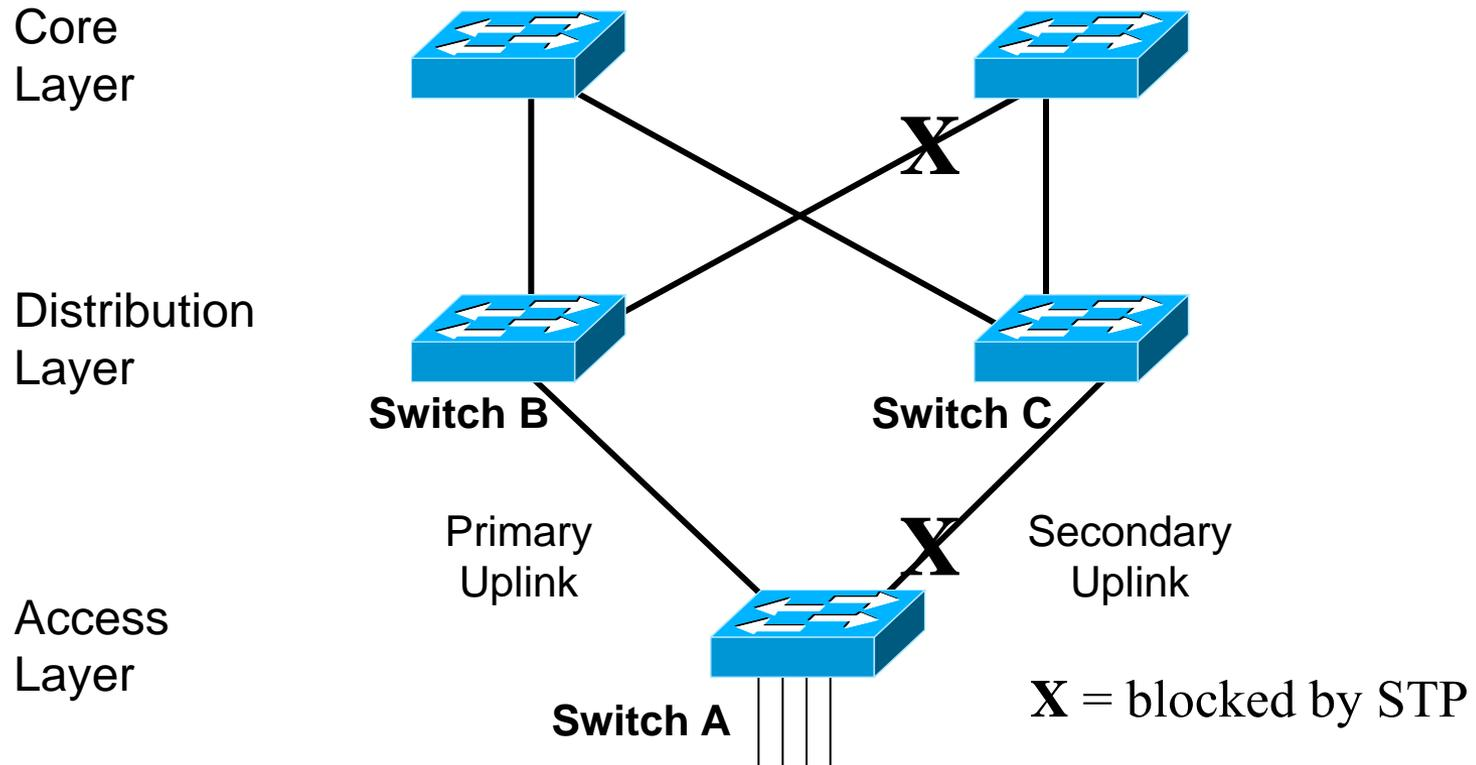 Core
Layer
X
Distribution
Layer
Switch B
Switch C
Primary
Uplink
X
Secondary
Uplink
Access
Layer
Switch A
X = blocked by STP